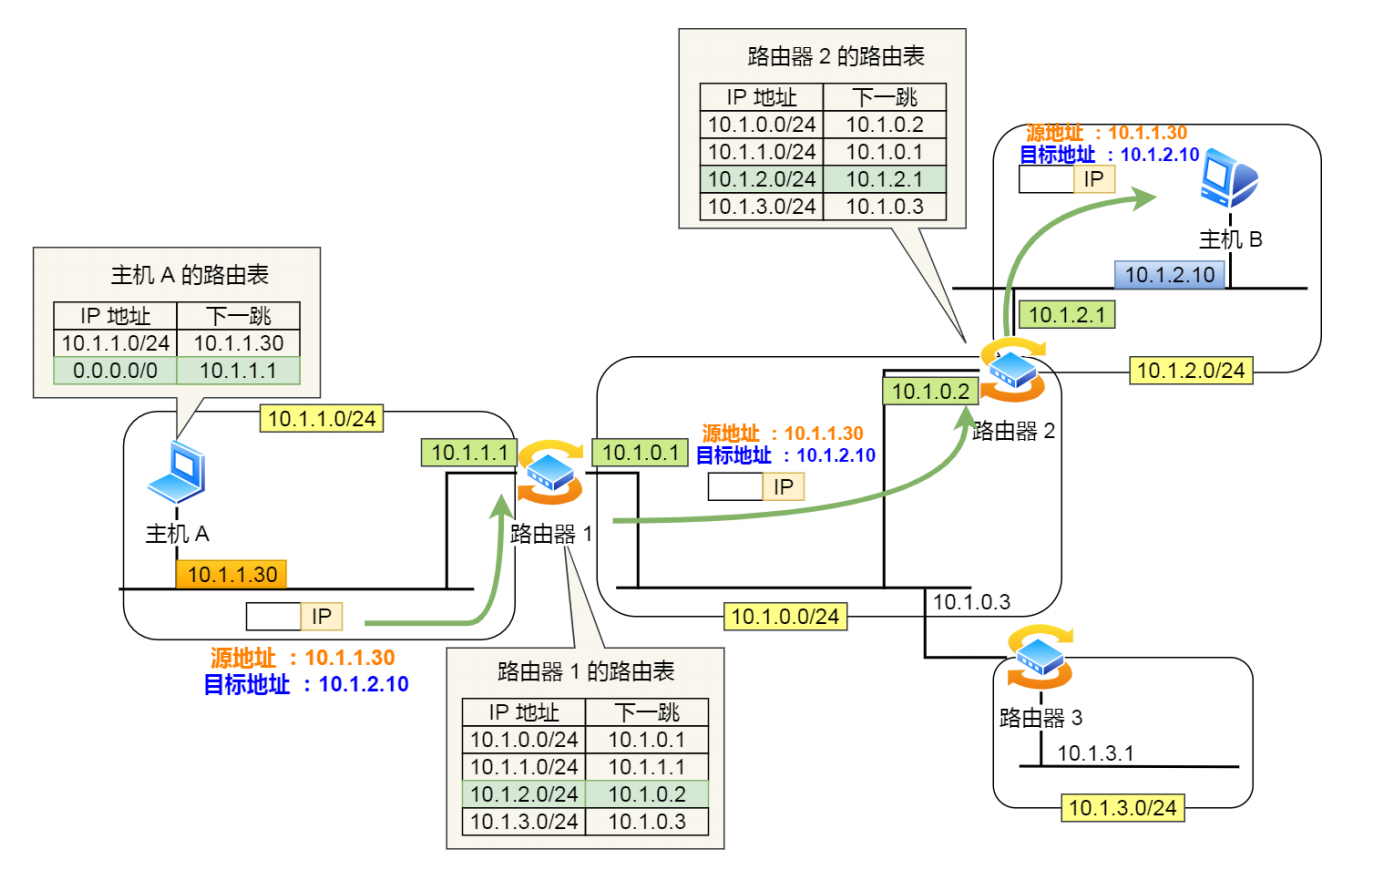 路由器 2 的路由表
IP 地址 下一跳
10.1.0.0/24 10.1.0.2
10.1.1.0/24 10.1.0.1
10.1.2.0/24 10.1.2.1
10.1.3.0/24 10.1.0.3
源地址 ：10.1.1.30
目标地址 ：10.1.2.10
IP
主机 B
10.1.2.10
10.1.2.1
10.1.2.0/24
主机 A 的路由表
IP 地址 下一跳
10.1.1.0/24 10.1.1.30
0.0.0.0/0 10.1.1.1
10.1.1.0/24
主机 A
10.1.1.30
IP
源地址 ：10.1.1.30
目标地址 ：10.1.2.10
10.1.1.1
路由器 1
10.1.0.1
源地址 ：10.1.1.30
目标地址 ：10.1.2.10
IP
10.1.0.2
路由器 2
10.1.0.0/24
10.1.0.3
路由器 1 的路由表
IP 地址 下一跳
10.1.0.0/24 10.1.0.1
10.1.1.0/24 10.1.1.1
10.1.2.0/24 10.1.0.2
10.1.3.0/24 10.1.0.3
路由器 3
10.1.3.1
10.1.3.0/24